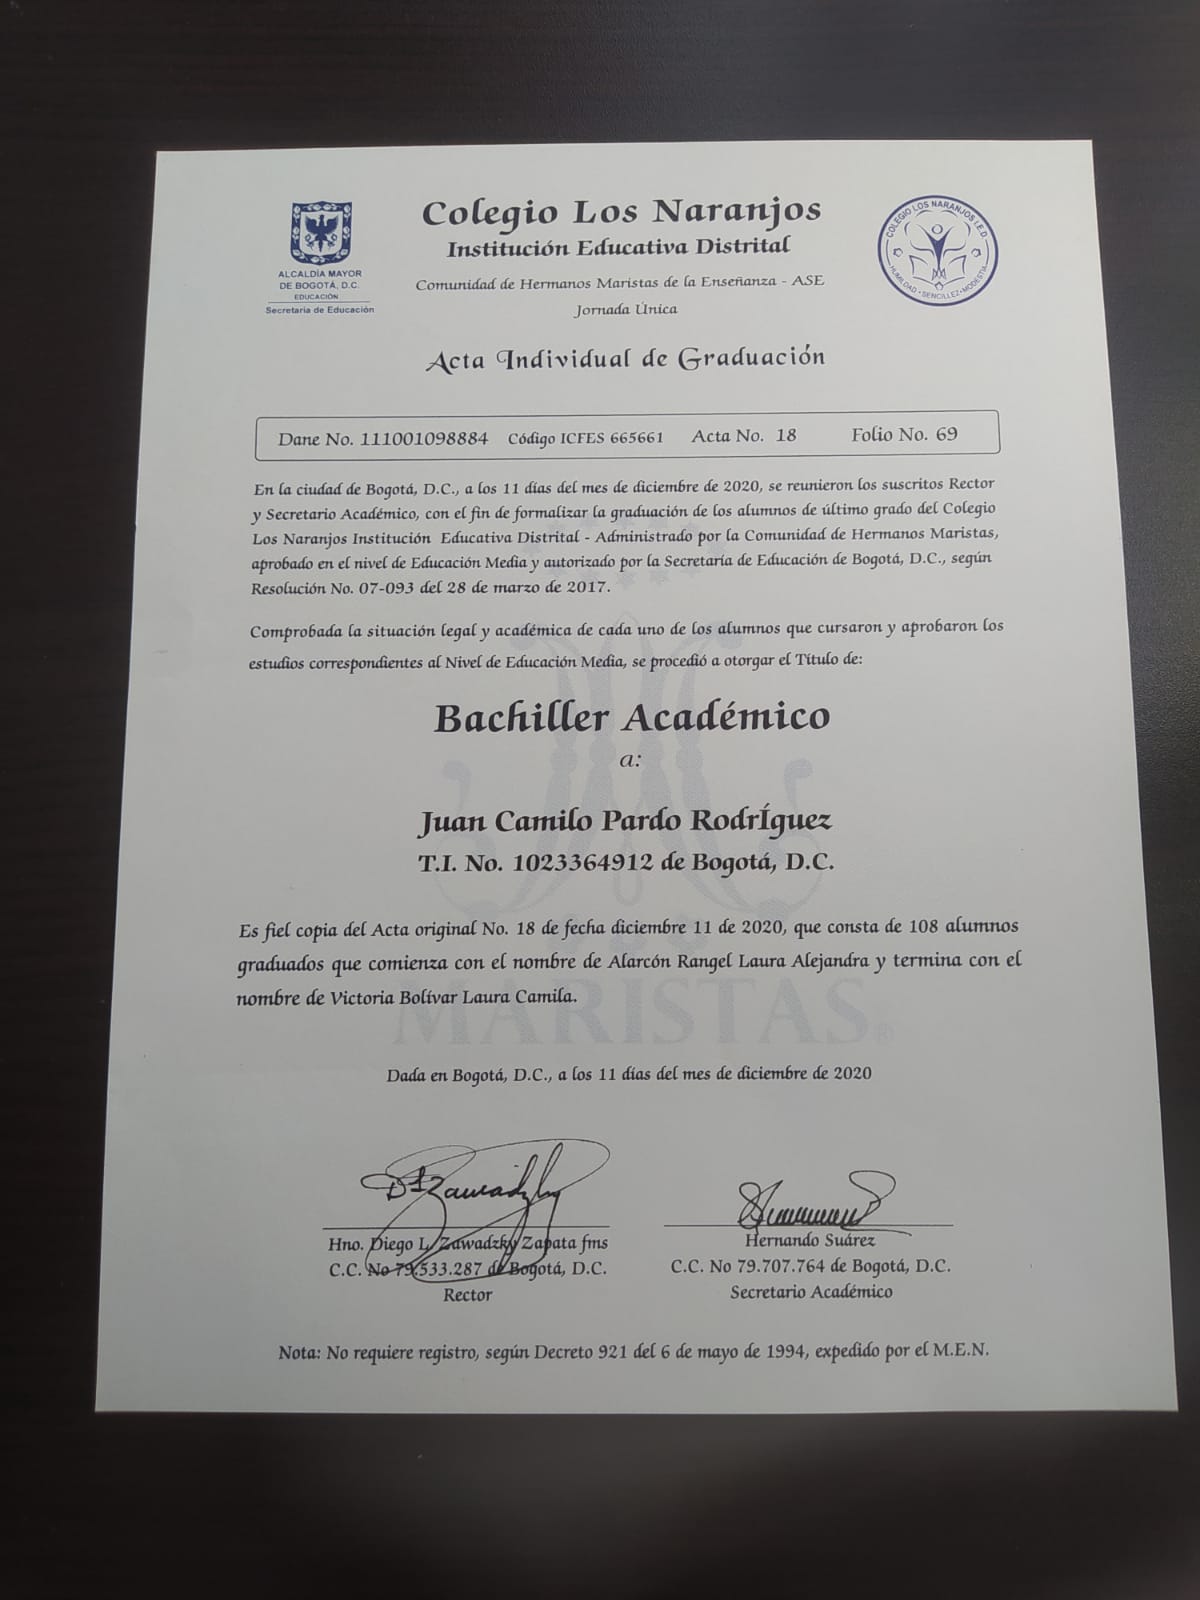 Colegio Los Naranjos
Institución Educativa Distrital
Comunidad de Hermanos Maristas de la Enseñanza - ASE
Jornada Única
ALCALDÍA MAYOR
DE BOGOTÁ, D.C.
EDUCACIÓN
Secretaría de Educación
COLEGIO LOS NARANJOS I.E.D
HUMILDAD - SENCILLEZ - MODESTIA
Acta Individual de Graduación
Dane No. 111001098884 Código ICFES 665661 Acta No. 18 Folio No. 69
En la ciudad de Bogotá, D.C., a los 11 días del mes de diciembre de 2020, se reunieron los suscritos Rector
y Secretario Académico, con el fin de formalizar la graduación de los alumnos de último grado del Colegio
Los Naranjos Institución Educativa Distrital - Administrado por la Comunidad de Hermanos Maristas,
aprobado en el nivel de Educación Media y autorizado por la Secretaría de Educación de Bogotá, D.C., según
Resolución No. 07-093 del 28 de marzo de 2017.
Comprobada la situación legal y académica de cada uno de los alumnos que cursaron y aprobaron los
estudios correspondientes al Nivel de Educación Media, se procedió a otorgar el Título de:
Bachiller Académico
a:
Juan Camilo Pardo RodrÍguez
T.I. No. 1023364912 de Bogotá, D.C.
Es fiel copia del Acta original No. 18 de fecha diciembre 11 de 2020, que consta de 108 alumnos
graduados que comienza con el nombre de Alarcón Rangel Laura Alejandra y termina con el
nombre de Victoria Bolívar Laura Camila.
MARISTAS®
Dada en Bogotá, D.C., a los 11 días del mes de diciembre de 2020
Hno. Diego L. Zawadzky Zapata fms
C.C. No 79.533.287 de Bogotá, D.C.
Rector
Hernando Suárez
C.C. No 79.707.764 de Bogotá, D.C.
Secretario Académico
Nota: No requiere registro, según Decreto 921 del 6 de mayo de 1994, expedido por el M.E.N.